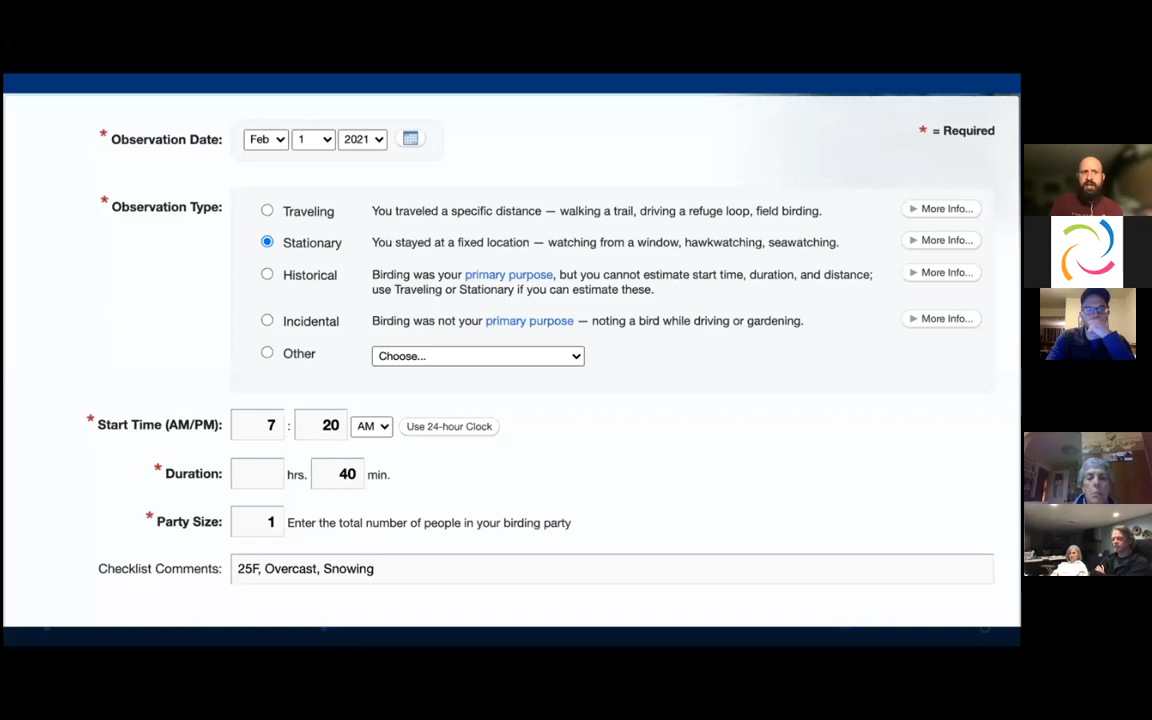 * Observation Date: Feb 1 2021 * = Required
* Observation Type:
Traveling You traveled a specific distance — walking a trail, driving a refuge loop, field birding. ▶ More Info...
Stationary You stayed at a fixed location — watching from a window, hawkwatching, seawatching. ▶ More Info...
Historical Birding was your primary purpose, but you cannot estimate start time, duration, and distance; ▶ More Info...
use Traveling or Stationary if you can estimate these.
Incidental Birding was not your primary purpose — noting a bird while driving or gardening. ▶ More Info...
Other Choose...
* Start Time (AM/PM): 7 : 20 AM Use 24-hour Clock
* Duration: hrs. 40 min.
* Party Size: 1 Enter the total number of people in your birding party
Checklist Comments: 25F, Overcast, Snowing